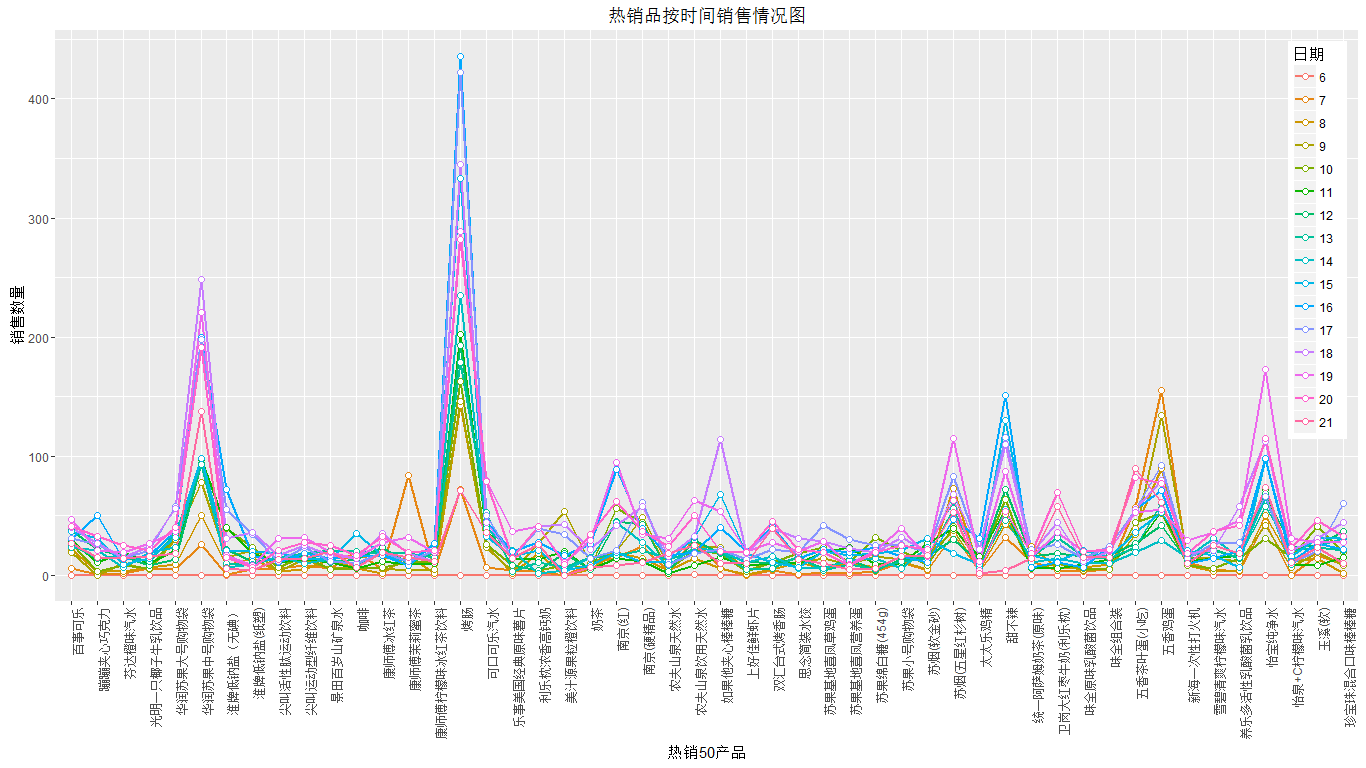 热销品按时间销售情况图
日期
6
7
8
9
10
11
12
13
14
15
16
17
18
19
20
21
销售数量
400
300
200
100
0
百事可乐
蹦蹦夹心巧克力
芬达橙味汽水
光明一只椰子牛乳饮品
华润苏果大号购物袋
华润苏果中号购物袋
淮牌低钠盐（无碘）
淮牌低钠盐(纸塑)
尖叫活性肽运动饮料
尖叫运动型纤维饮料
景田百岁山矿泉水
咖啡
康师傅冰红茶
康师傅茉莉蜜茶
康师傅柠檬味冰红茶饮料
烤肠
可口可乐汽水
乐事美国经典原味薯片
利乐枕浓香高钙奶
美汁源果粒橙饮料
奶茶
南京(红)
南京(硬精品)
农夫山泉天然水
农夫山泉饮用天然水
如果他夹心棒棒糖
上好佳鲜虾片
双汇台式烤香肠
思念简装水饺
苏果基地喜凤草鸡蛋
苏果基地喜凤营养蛋
苏果绵白糖(454g)
苏果小号购物袋
苏烟(软金砂)
苏烟(五星红杉树)
太太乐鸡精
甜不辣
统一阿萨姆奶茶(原味)
卫岗大红枣牛奶(利乐枕)
味全原味乳酸菌饮品
味全组合装
五香茶叶蛋(小吃)
五香鸡蛋
新海一次性打火机
雪碧清爽柠檬味汽水
养乐多活性乳酸菌乳饮品
怡宝纯净水
怡泉+C柠檬味汽水
玉溪(软)
珍宝珠混合口味棒棒糖
热销50产品